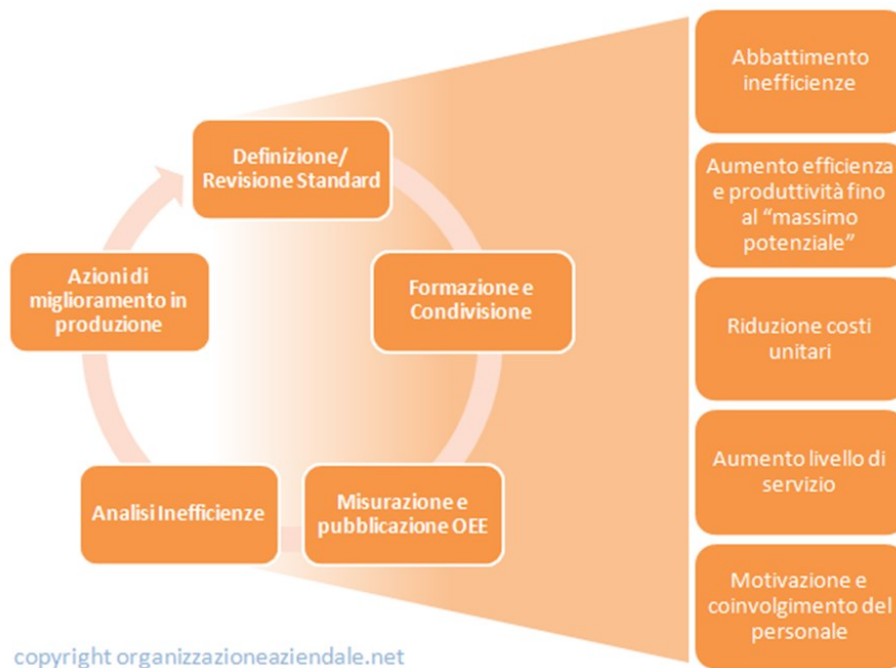 Definizione/
Revisione Standard
Formazione e
Condivisione
Misurazione e
pubblicazione OEE
Analisi Inefficienze
Azioni di
miglioramento in
produzione
Abbattimento
inefficienze
Aumento efficienza
e produttività fino
al “massimo
potenziale”
Riduzione costi
unitari
Aumento livello di
servizio
Motivazione e
coinvolgimento del
personale
copyright organizzazioneaziendale.net